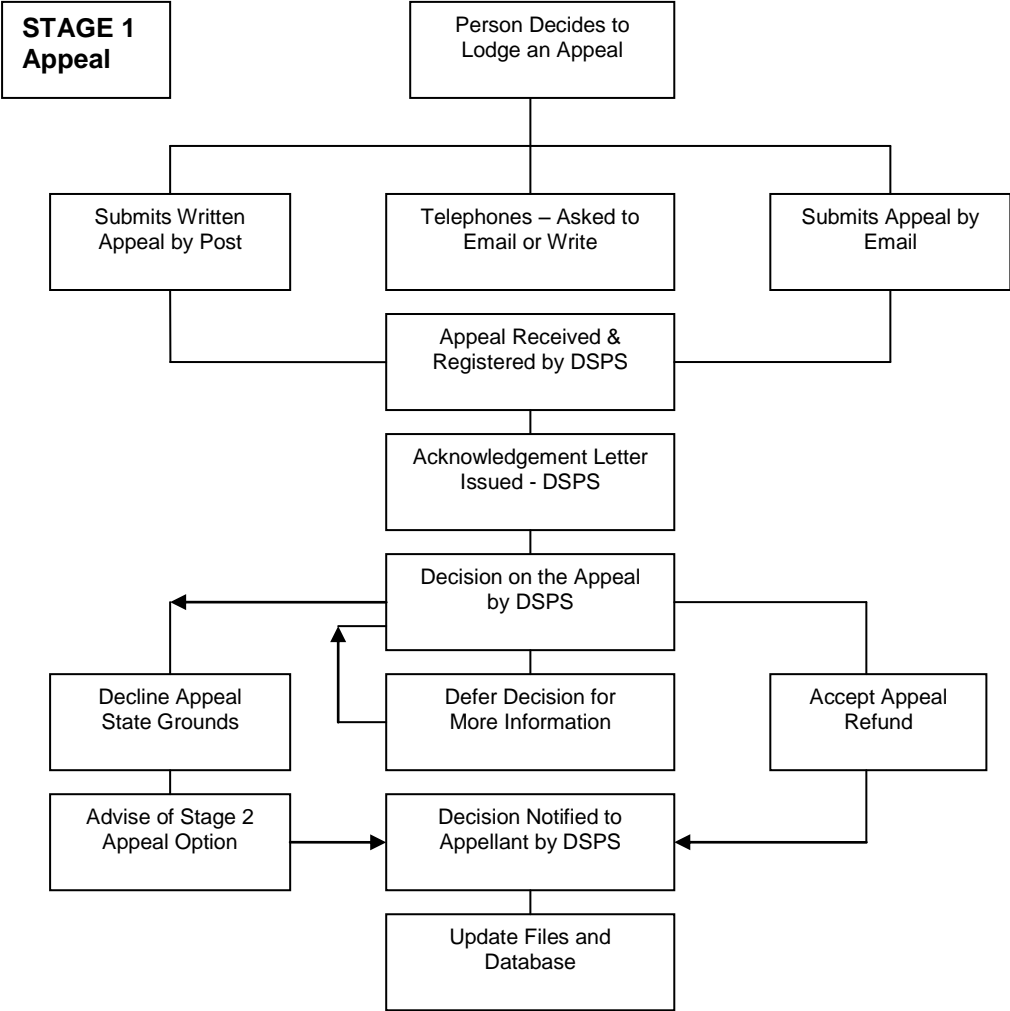 STAGE 1
Appeal
Person Decides to
Lodge an Appeal
Submits Written
Appeal by Post
Telephones – Asked to
Email or Write
Submits Appeal by
Email
Appeal Received &
Registered by DSPS
Acknowledgement Letter
Issued - DSPS
Decision on the Appeal
by DSPS
Decline Appeal
State Grounds
Defer Decision for
More Information
Accept Appeal
Refund
Advise of Stage 2
Appeal Option
Decision Notified to
Appellant by DSPS
Update Files and
Database